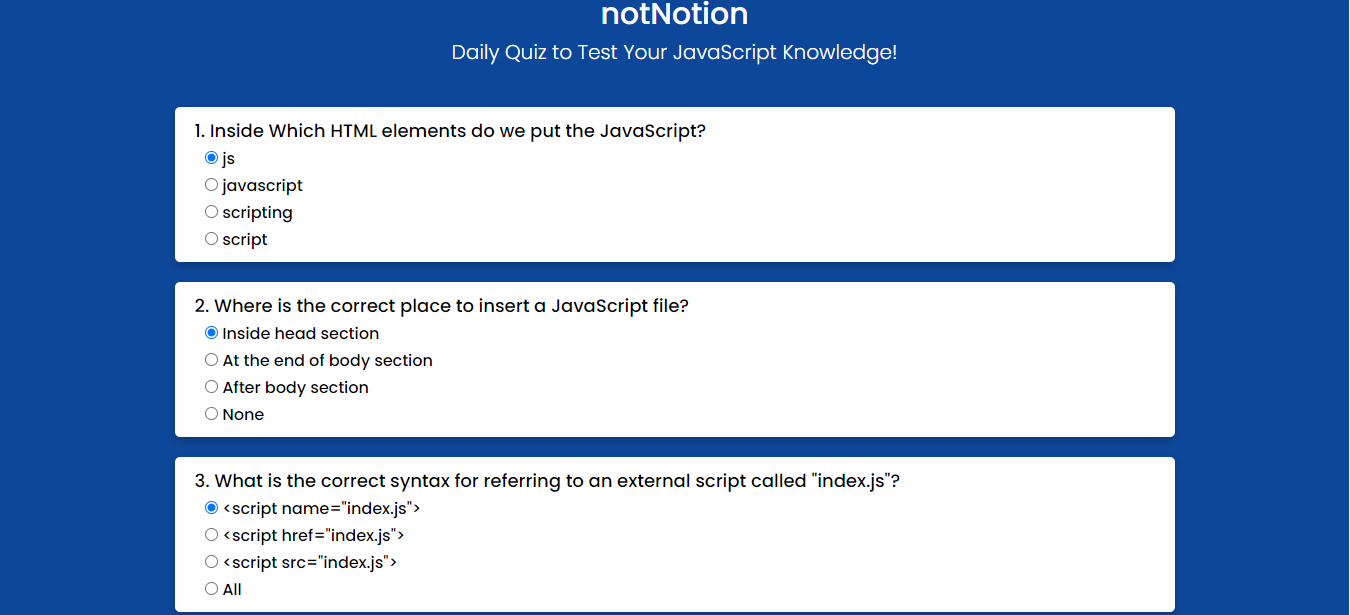 notNotion
Daily Quiz to Test Your JavaScript Knowledge!
1. Inside Which HTML elements do we put the JavaScript?
js
javascript
scripting
script
2. Where is the correct place to insert a JavaScript file?
Inside head section
At the end of body section
After body section
None
3. What is the correct syntax for referring to an external script called "index.js"?
<script name="index.js">
<script href="index.js">
<script src="index.js">
All